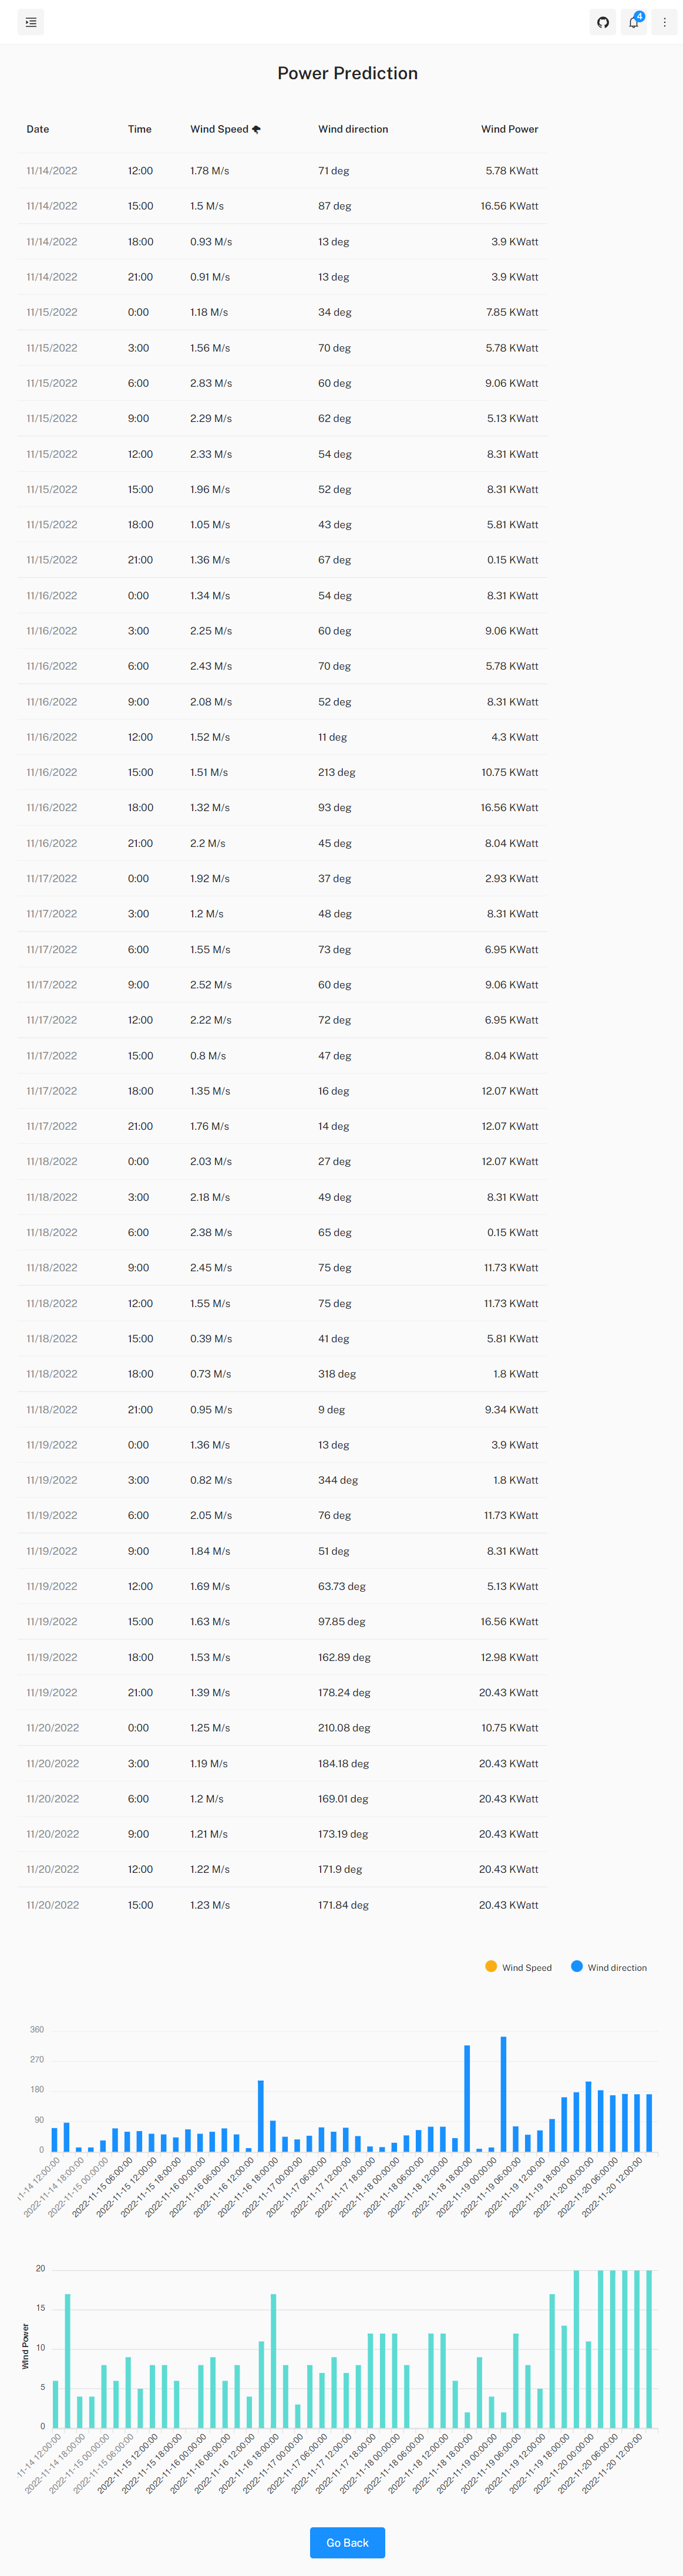 4
Power Prediction
Date Time Wind Speed Wind direction Wind Power
11/14/2022 12:00 1.78 M/s 71 deg 5.78 KWatt
11/14/2022 15:00 1.5 M/s 87 deg 16.56 KWatt
11/14/2022 18:00 0.93 M/s 13 deg 3.9 KWatt
11/14/2022 21:00 0.91 M/s 13 deg 3.9 KWatt
11/15/2022 0:00 1.18 M/s 34 deg 7.85 KWatt
11/15/2022 3:00 1.56 M/s 70 deg 5.78 KWatt
11/15/2022 6:00 2.83 M/s 60 deg 9.06 KWatt
11/15/2022 9:00 2.29 M/s 62 deg 5.13 KWatt
11/15/2022 12:00 2.33 M/s 54 deg 8.31 KWatt
11/15/2022 15:00 1.96 M/s 52 deg 8.31 KWatt
11/15/2022 18:00 1.05 M/s 43 deg 5.81 KWatt
11/15/2022 21:00 1.36 M/s 67 deg 0.15 KWatt
11/16/2022 0:00 1.34 M/s 54 deg 8.31 KWatt
11/16/2022 3:00 2.25 M/s 60 deg 9.06 KWatt
11/16/2022 6:00 2.43 M/s 70 deg 5.78 KWatt
11/16/2022 9:00 2.08 M/s 52 deg 8.31 KWatt
11/16/2022 12:00 1.52 M/s 11 deg 4.3 KWatt
11/16/2022 15:00 1.51 M/s 213 deg 10.75 KWatt
11/16/2022 18:00 1.32 M/s 93 deg 16.56 KWatt
11/16/2022 21:00 2.2 M/s 45 deg 8.04 KWatt
11/17/2022 0:00 1.92 M/s 37 deg 2.93 KWatt
11/17/2022 3:00 1.2 M/s 48 deg 8.31 KWatt
11/17/2022 6:00 1.55 M/s 73 deg 6.95 KWatt
11/17/2022 9:00 2.52 M/s 60 deg 9.06 KWatt
11/17/2022 12:00 2.22 M/s 72 deg 6.95 KWatt
11/17/2022 15:00 0.8 M/s 47 deg 8.04 KWatt
11/17/2022 18:00 1.35 M/s 16 deg 12.07 KWatt
11/17/2022 21:00 1.76 M/s 14 deg 12.07 KWatt
11/18/2022 0:00 2.03 M/s 27 deg 12.07 KWatt
11/18/2022 3:00 2.18 M/s 49 deg 8.31 KWatt
11/18/2022 6:00 2.38 M/s 65 deg 0.15 KWatt
11/18/2022 9:00 2.45 M/s 75 deg 11.73 KWatt
11/18/2022 12:00 1.55 M/s 75 deg 11.73 KWatt
11/18/2022 15:00 0.39 M/s 41 deg 5.81 KWatt
11/18/2022 18:00 0.73 M/s 318 deg 1.8 KWatt
11/18/2022 21:00 0.95 M/s 9 deg 9.34 KWatt
11/19/2022 0:00 1.36 M/s 13 deg 3.9 KWatt
11/19/2022 3:00 0.82 M/s 344 deg 1.8 KWatt
11/19/2022 6:00 2.05 M/s 76 deg 11.73 KWatt
11/19/2022 9:00 1.84 M/s 51 deg 8.31 KWatt
11/19/2022 12:00 1.69 M/s 63.73 deg 5.13 KWatt
11/19/2022 15:00 1.63 M/s 97.85 deg 16.56 KWatt
11/19/2022 18:00 1.53 M/s 162.89 deg 12.98 KWatt
11/19/2022 21:00 1.39 M/s 178.24 deg 20.43 KWatt
11/20/2022 0:00 1.25 M/s 210.08 deg 10.75 KWatt
11/20/2022 3:00 1.19 M/s 184.18 deg 20.43 KWatt
11/20/2022 6:00 1.2 M/s 169.01 deg 20.43 KWatt
11/20/2022 9:00 1.21 M/s 173.19 deg 20.43 KWatt
11/20/2022 12:00 1.22 M/s 171.9 deg 20.43 KWatt
11/20/2022 15:00 1.23 M/s 171.84 deg 20.43 KWatt
Wind Speed Wind direction
360
270
180
90
0
11-14 12:00:00
2022-11-14 18:00:00
2022-11-15 00:00:00
2022-11-15 06:00:00
2022-11-15 12:00:00
2022-11-15 18:00:00
2022-11-16 00:00:00
2022-11-16 06:00:00
2022-11-16 12:00:00
2022-11-16 18:00:00
2022-11-17 00:00:00
2022-11-17 06:00:00
2022-11-17 12:00:00
2022-11-17 18:00:00
2022-11-18 00:00:00
2022-11-18 06:00:00
2022-11-18 12:00:00
2022-11-18 18:00:00
2022-11-19 00:00:00
2022-11-19 06:00:00
2022-11-19 12:00:00
2022-11-19 18:00:00
2022-11-20 00:00:00
2022-11-20 06:00:00
2022-11-20 12:00:00
Wind Power
20
15
10
5
0
11-14 12:00:00
2022-11-14 18:00:00
2022-11-15 00:00:00
2022-11-15 06:00:00
2022-11-15 12:00:00
2022-11-15 18:00:00
2022-11-16 00:00:00
2022-11-16 06:00:00
2022-11-16 12:00:00
2022-11-16 18:00:00
2022-11-17 00:00:00
2022-11-17 06:00:00
2022-11-17 12:00:00
2022-11-17 18:00:00
2022-11-18 00:00:00
2022-11-18 06:00:00
2022-11-18 12:00:00
2022-11-18 18:00:00
2022-11-19 00:00:00
2022-11-19 06:00:00
2022-11-19 12:00:00
2022-11-19 18:00:00
2022-11-20 00:00:00
2022-11-20 06:00:00
2022-11-20 12:00:00
Go Back